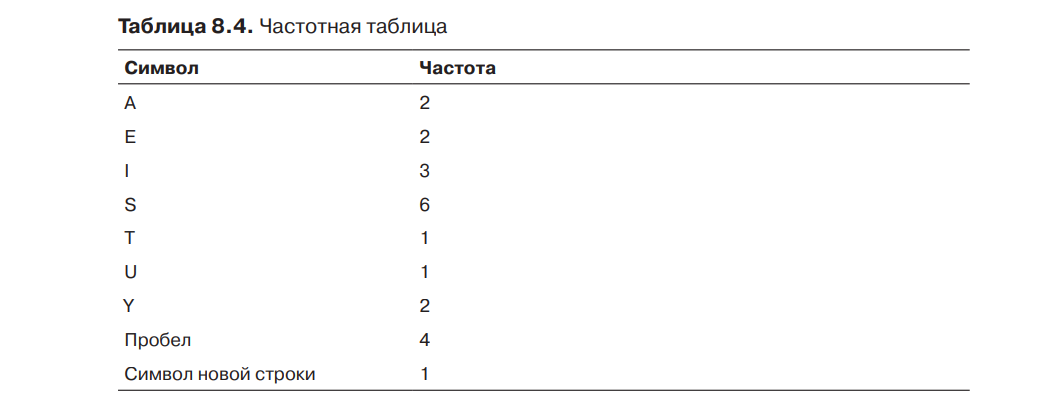 Таблица 8.4. Частотная таблица
Символ Частота
A 2
E 2
I 3
S 6
T 1
U 1
Y 2
Пробел 4
Символ новой строки 1